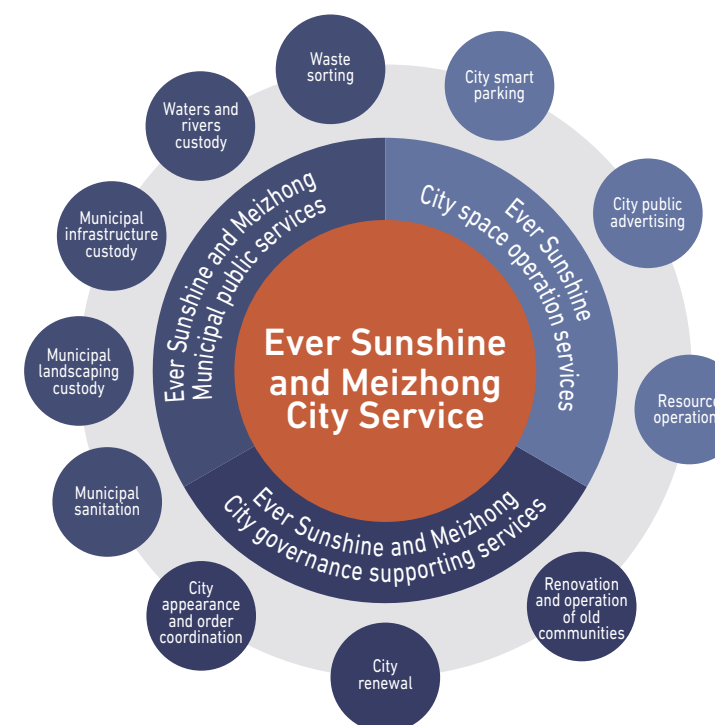 Waste
sorting
City smart
parking
Waters and
rivers
custody
City public
advertising
Municipal
infrastructure
custody
Ever Sunshine and Meizhong
Municipal public services
Ever Sunshine
City space operation services
Municipal
landscaping
custody
Ever Sunshine
and Meizhong
City Service
Resource
operation
Municipal
sanitation
Ever Sunshine and Meizhong
City governance supporting services
City
appearance
and order
coordination
Renovation
and operation
of old
communities
City
renewal